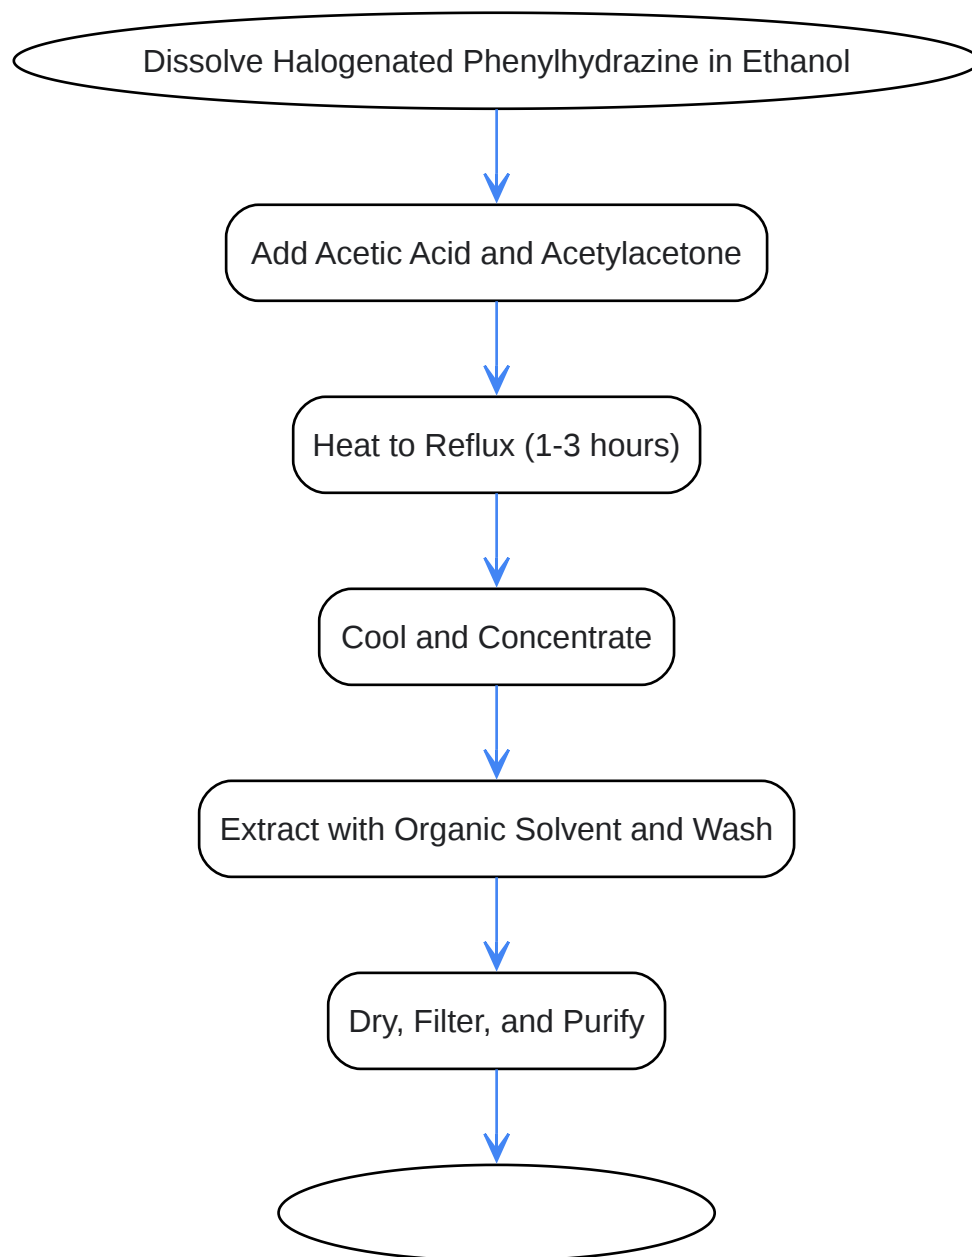 Dissolve Halogenated Phenylhydrazine in Ethanol
Add Acetic Acid and Acetylacetone
Heat to Reflux (1-3 hours)
Cool and Concentrate
Extract with Organic Solvent and Wash
Dry, Filter, and Purify